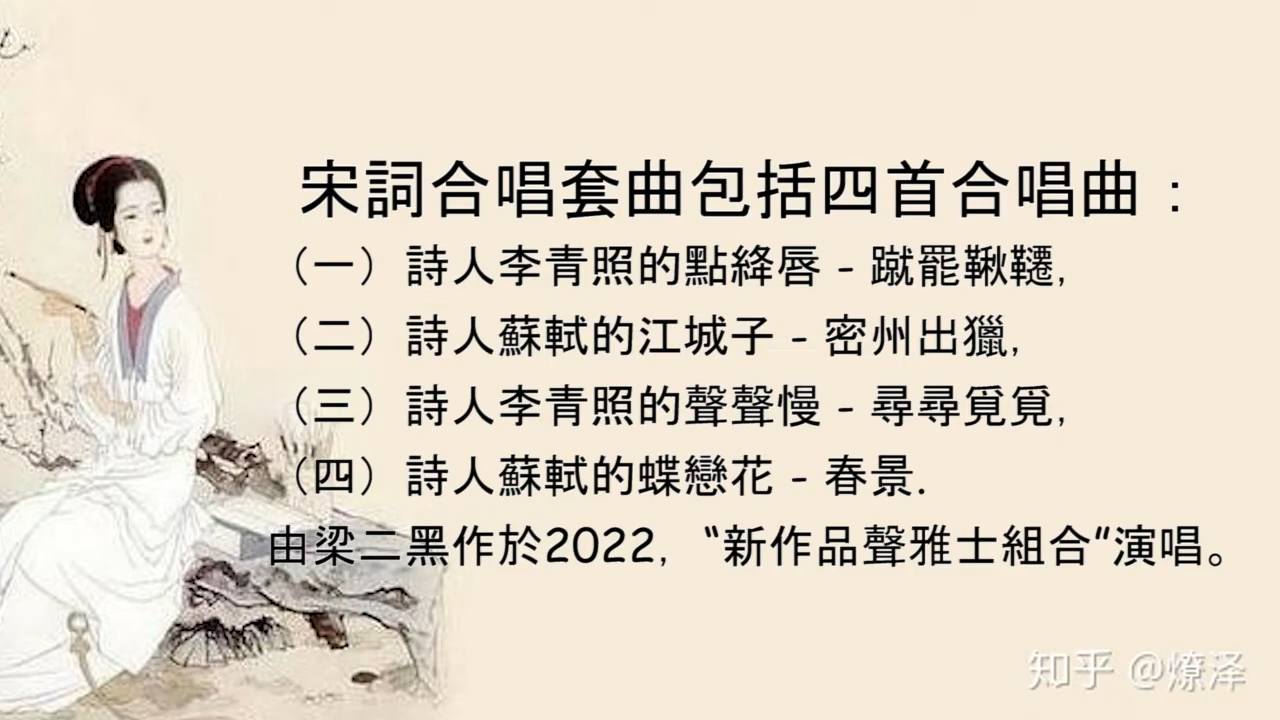 宋詞合唱套曲包括四首合唱曲：
（一）詩人李青照的點絳唇 - 蹴罷鞦韆,
（二）詩人蘇軾的江城子 - 密州出獵,
（三）詩人李青照的聲聲慢 - 尋尋覓覓,
（四）詩人蘇軾的蝶戀花 - 春景.
由梁二黑作於2022,“新作品聲雅士組合”演唱。
知乎 @燎泽